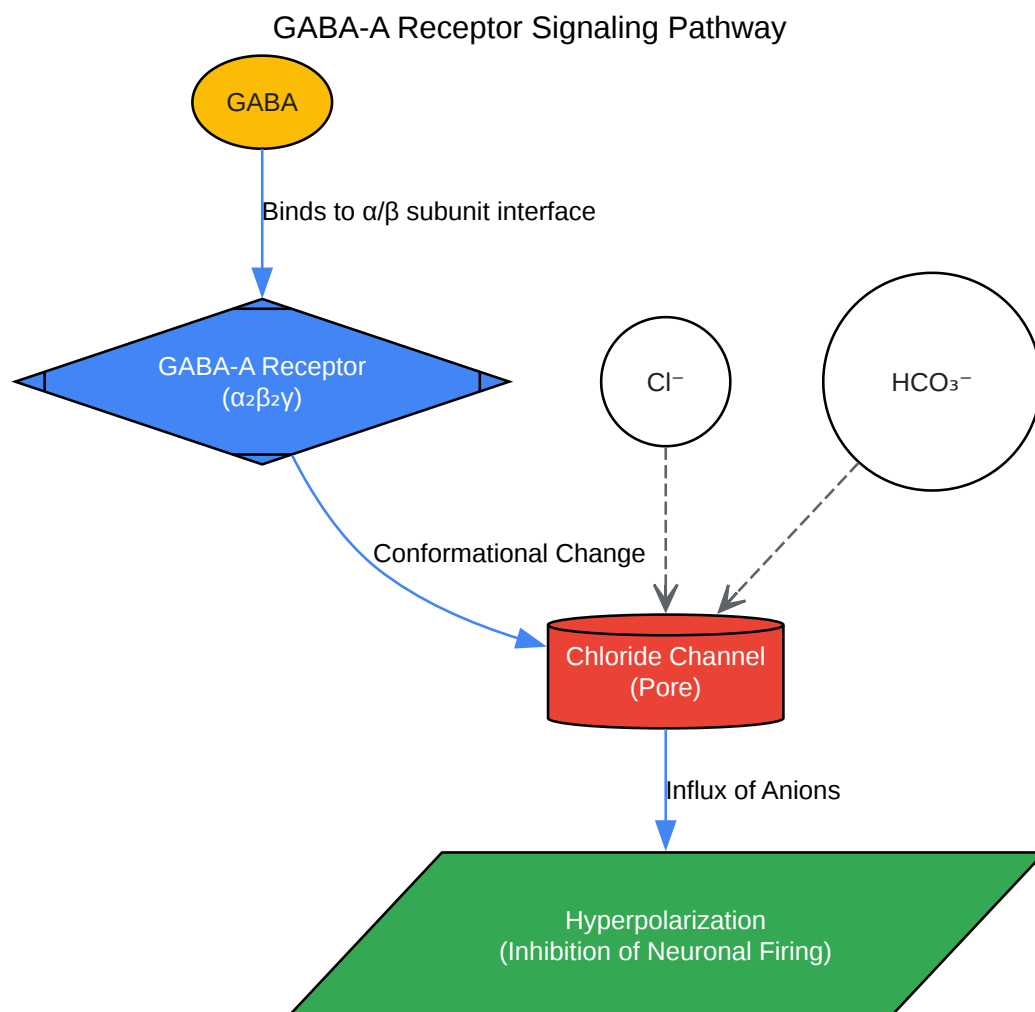 GABA-A Receptor Signaling Pathway
GABA
Binds to α/β subunit interface
GABA-A Receptor
(α₂β₂γ)
Cl⁻
HCO₃⁻
Conformational Change
Chloride Channel
(Pore)
Influx of Anions
Hyperpolarization
(Inhibition of Neuronal Firing)